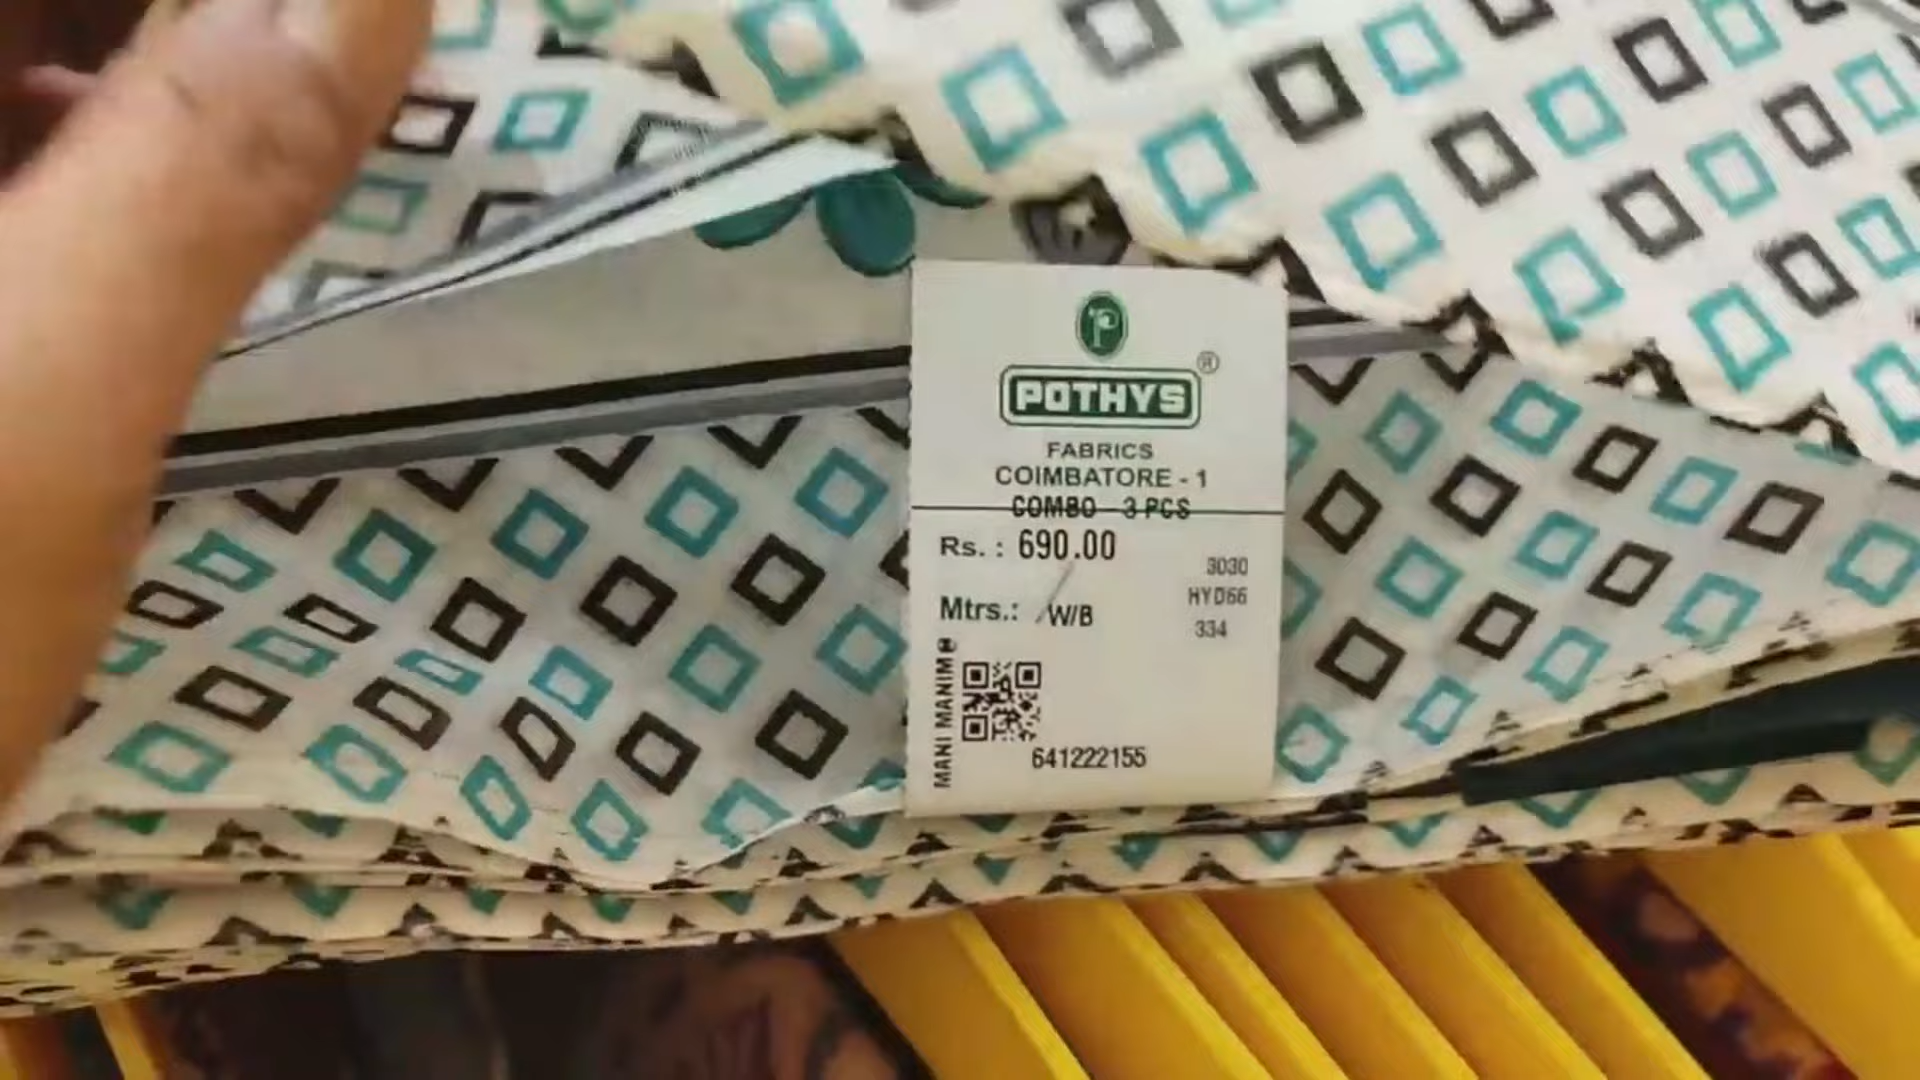 P
POTHYS ®
FABRICS
COIMBATORE - 1
COMBO - 3 PCS
Rs. : 690.00
3030
HYD66
Mtrs.: W/B
334
MANI MANIM
641222155